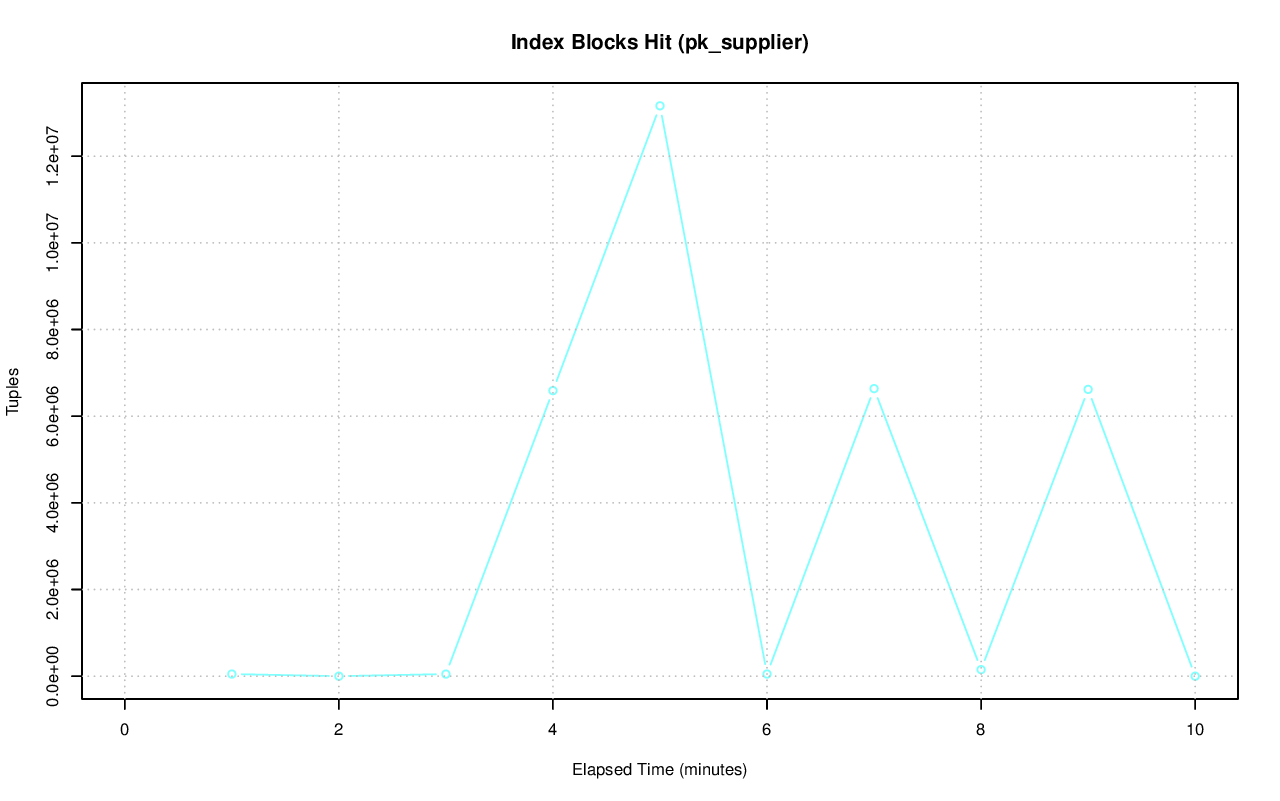 Index Blocks Hit (pk_supplier)
Tuples
1.2e+07
1.0e+07
8.0e+06
6.0e+06
4.0e+06
2.0e+06
0.0e+00
0 2 4 6 8 10
Elapsed Time (minutes)